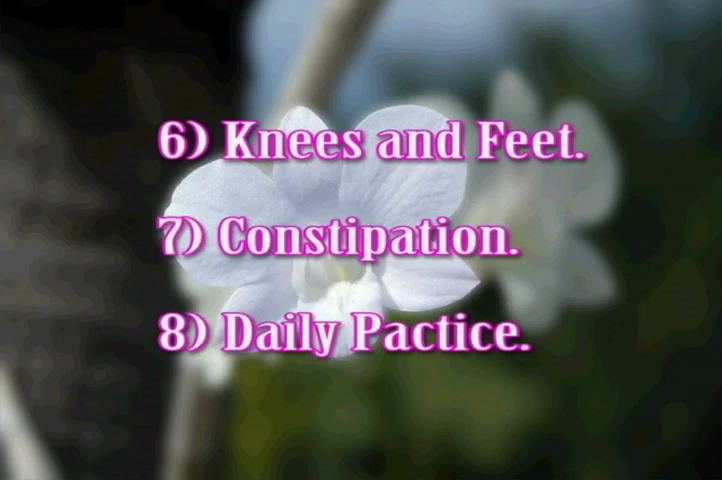 6) Knees and Feet.
7) Constipation.
8) Daily Pactice.